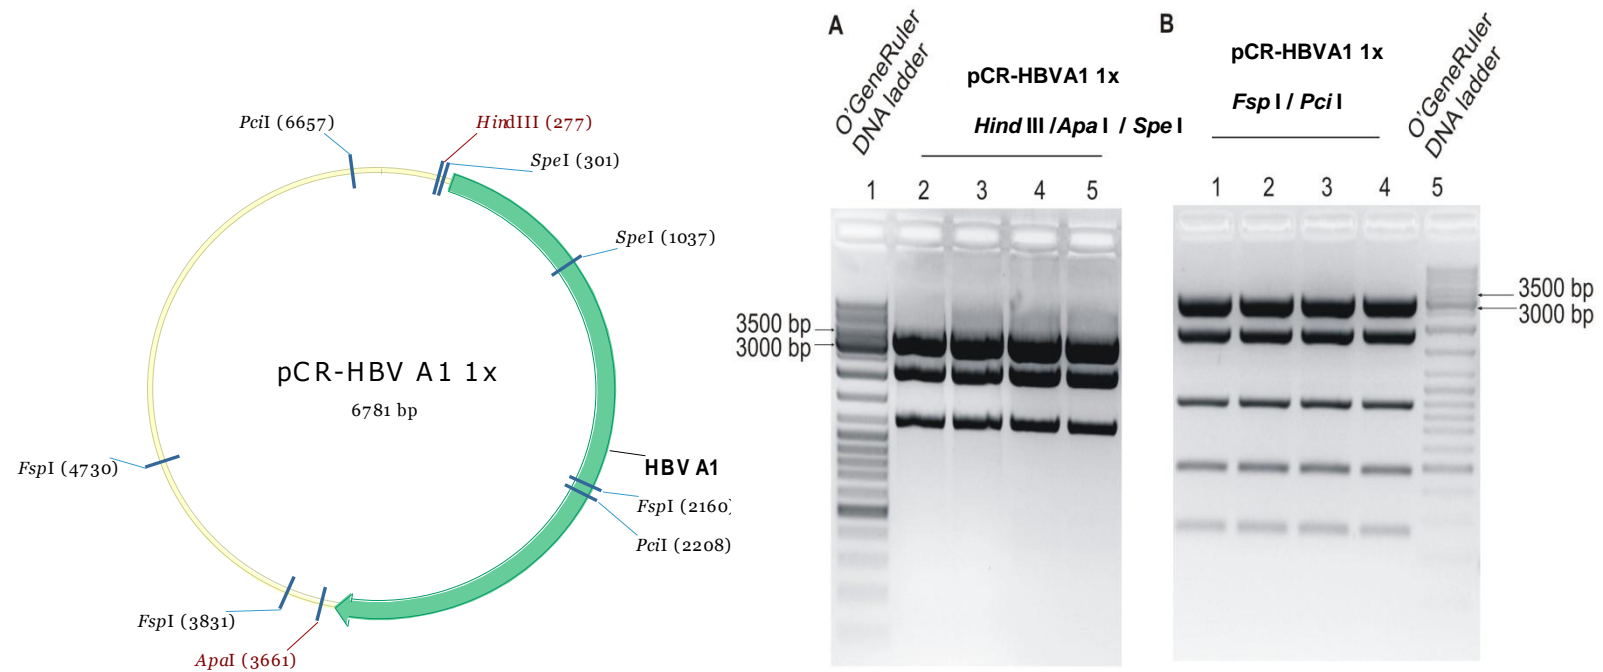 PciI (6657)
HindIII (277)
SpeI (301)
SpeI (1037)
pCR-HBV A1 1x
6781 bp
HBV A1
FspI (4730)
FspI (2160)
PciI (2208)
FspI (3831)
ApaI (3661)
A
O'GeneRuler
DNA ladder
pCR-HBVA1 1x
Hind III /Apa I / Spe I
1 2 3 4 5
3500 bp
3000 bp
B
pCR-HBVA1 1x
Fsp I / Pci I
O'GeneRuler
DNA ladder
1 2 3 4 5
3500 bp
3000 bp